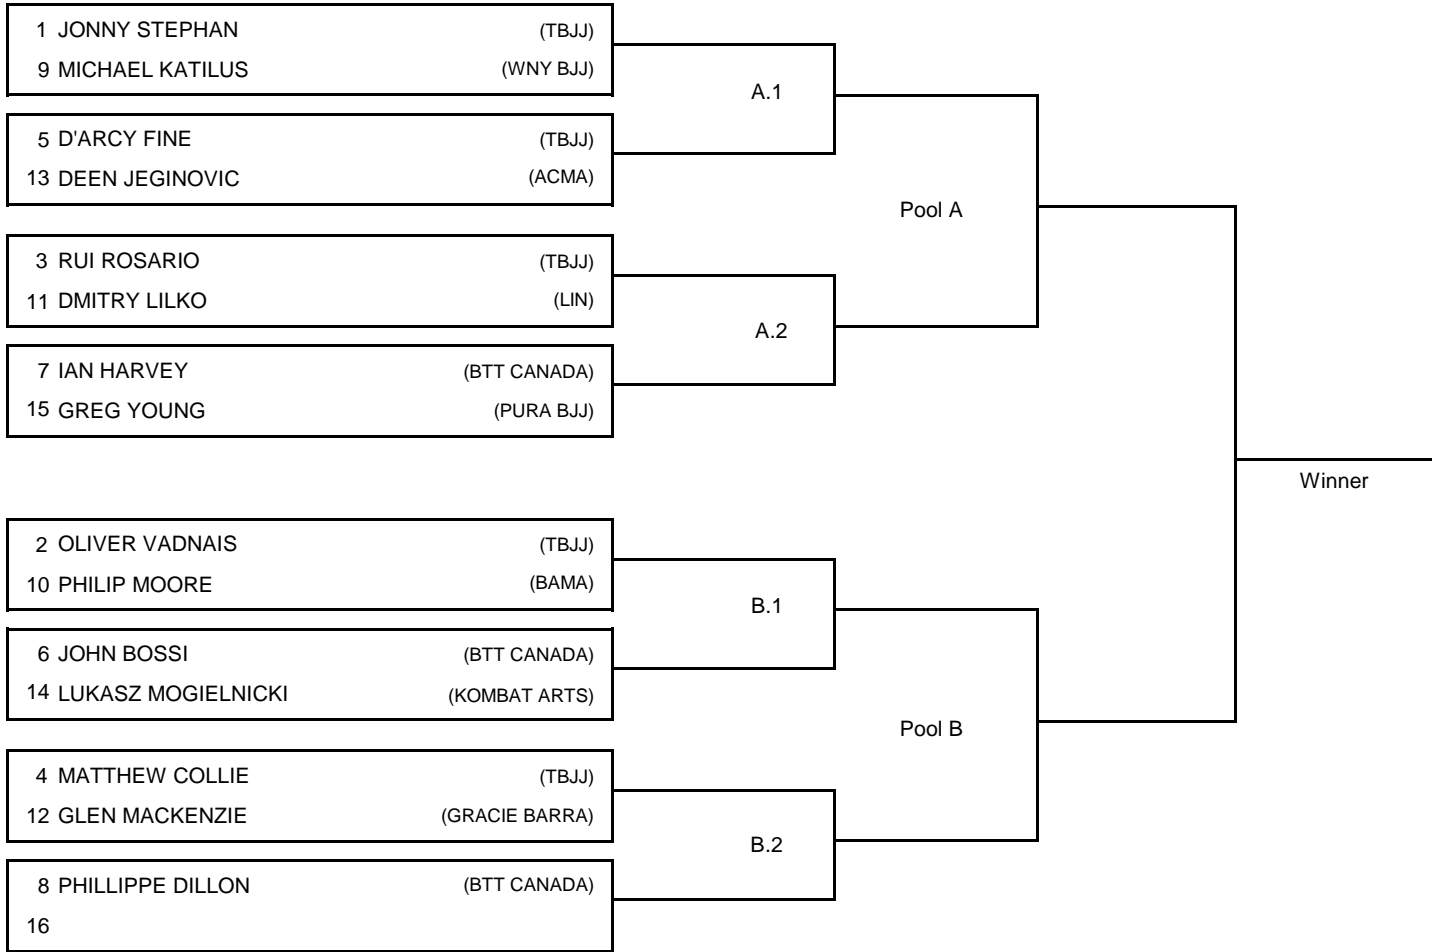 1 JONNY STEPHAN (TBJJ)
9 MICHAEL KATILUS (WNY BJJ)
A.1
5 D'ARCY FINE (TBJJ)
13 DEEN JEGINOVIC (ACMA)
Pool A
3 RUI ROSARIO (TBJJ)
11 DMITRY LILKO (LIN)
A.2
7 IAN HARVEY (BTT CANADA)
15 GREG YOUNG (PURA BJJ)
Winner
2 OLIVER VADNAIS (TBJJ)
10 PHILIP MOORE (BAMA)
B.1
6 JOHN BOSSI (BTT CANADA)
14 LUKASZ MOGIELNICKI (KOMBAT ARTS)
Pool B
4 MATTHEW COLLIE (TBJJ)
12 GLEN MACKENZIE (GRACIE BARRA)
B.2
8 PHILLIPPE DILLON (BTT CANADA)
16